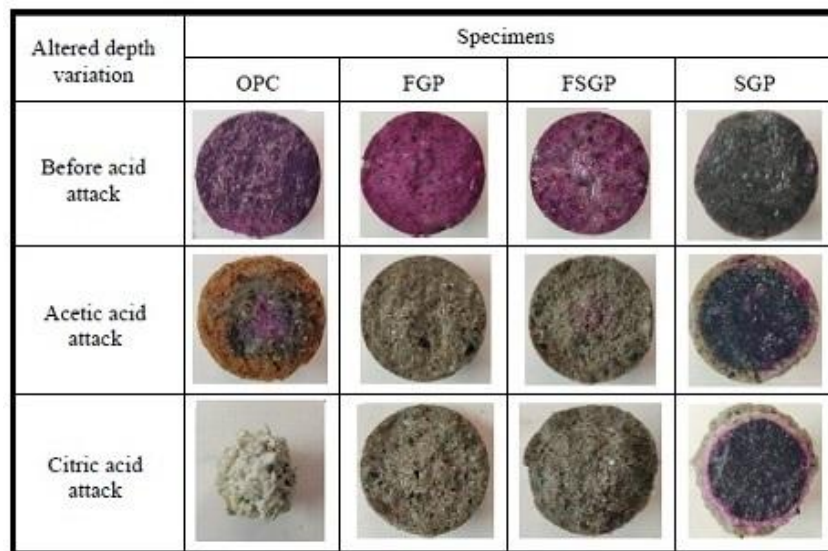 Altered depth
variation
Specimens
OPC FGP FSGP SGP
Before acid
attack
Acetic acid
attack
Citric acid
attack